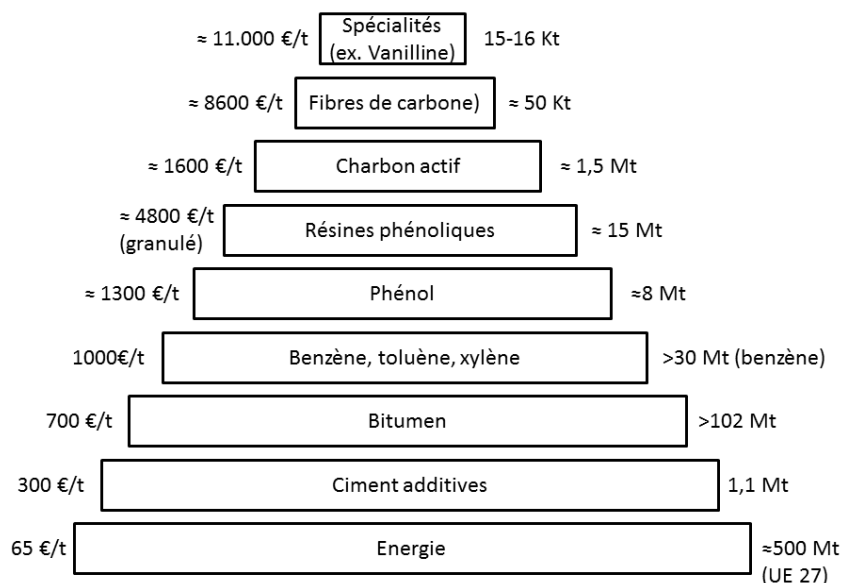 ≈ 11.000 €/t
Spécialités
(ex. Vanilline)
15-16 Kt
≈ 8600 €/t
Fibres de carbone)
≈ 50 Kt
≈ 1600 €/t
Charbon actif
≈ 1,5 Mt
≈ 4800 €/t
(granulé)
Résines phénoliques
≈ 15 Mt
≈ 1300 €/t
Phénol
≈8 Mt
1000€/t
Benzène, toluène, xylène
>30 Mt (benzène)
700 €/t
Bitumen
>102 Mt
300 €/t
Ciment additives
1,1 Mt
65 €/t
Energie
≈500 Mt
(UE 27)